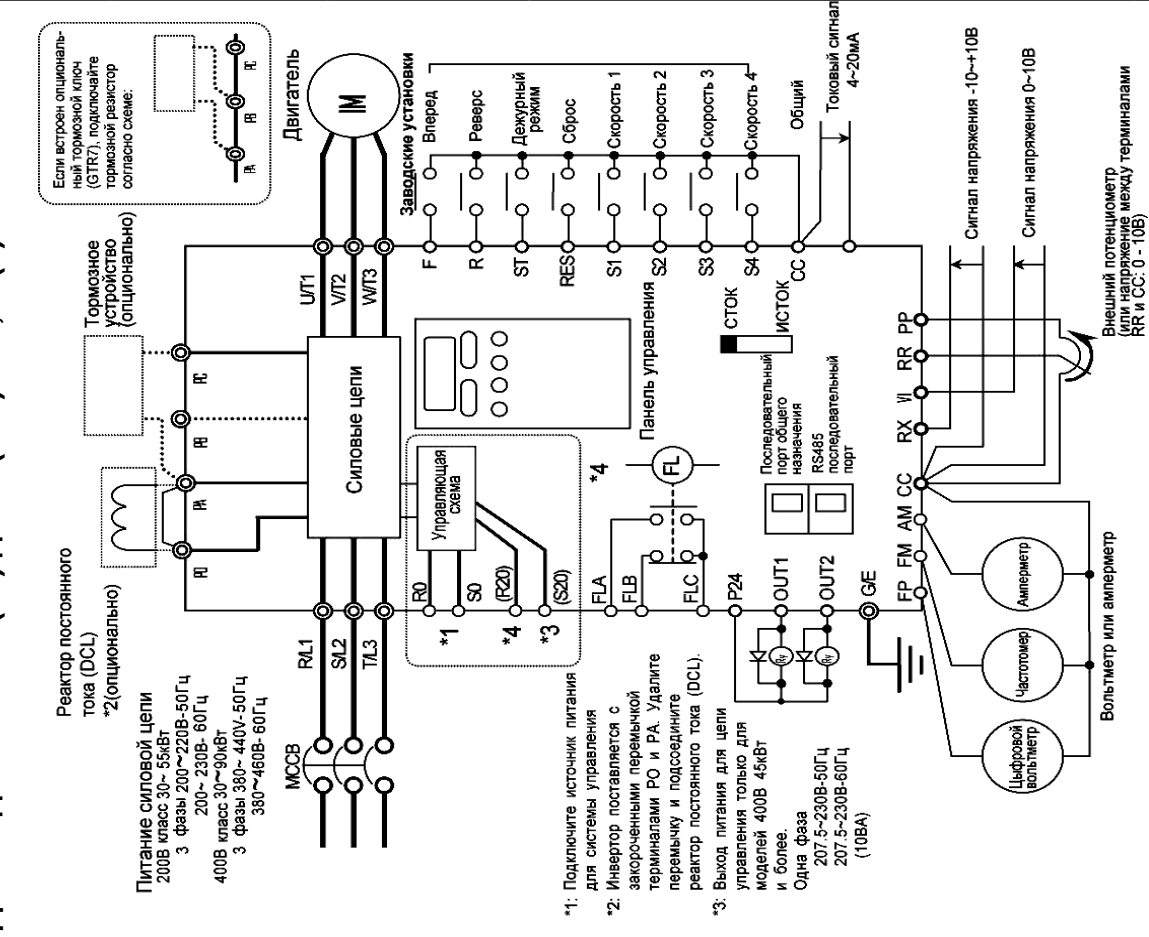 Реактор постоянного
тока (DCL)
*2(опционально)
Тормозное
устройство
(опционально)
Если встроен опциональ-
ный тормозной ключ
(GTR7), подключайте
тормозной резистор
согласно схеме:
PA
PB
PC
Питание силовой цепи
200В класс 30~ 55кВт
3 фазы 200~220В-50Гц
200~ 230В- 60Гц
400В класс 30~90кВт
3 фазы 380~ 440V- 50Гц
380~460В- 60Гц
PO
PA
PB
PC
MCCB
R/L1
S/L2
T/L3
Силовые цепи
U/T1
V/T2
W/T3
Двигатель
IM
R0
S0
(R20)
(S20)
*1
*4
*3
Управляющая
схема
Панель управления
Заводские установки
F
Вперед
R
Реверс
ST
Дежурный
режим
RES
Сброс
S1
Скорость 1
S2
Скорость 2
S3
Скорость 3
S4
Скорость 4
CC
Общий
Токовый сигнал
4~20мА
FLA
FLB
FLC
*4
FL
P24
OUT1
OUT2
Ry
Ry
G/E
Последовательный
порт общего
назначения
RS485
последовательный
порт
СТОК
ИСТОК
FP
FM
AM
CC
RX
VI
RR
PP
Сигнал напряжения -10~+10В
Сигнал напряжения 0~10В
Внешний потенциометр
(или напряжение между терминалами
RR и CC: 0 - 10В)
Цыфровой
вольтметр
Частотомер
Амперметр
Вольтметр или амперметр
*1: Подключите источник питания
для системы управления
*2: Инвертор поставляется с
закороченными перемычкой
терминалами PO и PA. Удалите
перемычку и подсоедините
реактор постоянного тока (DCL).
*3: Выход питания для цепи
управления только для
моделей 400В 45кВт
и более.
Одна фаза
207.5~230В-50Гц
207.5~230В-60Гц
(10ВА)